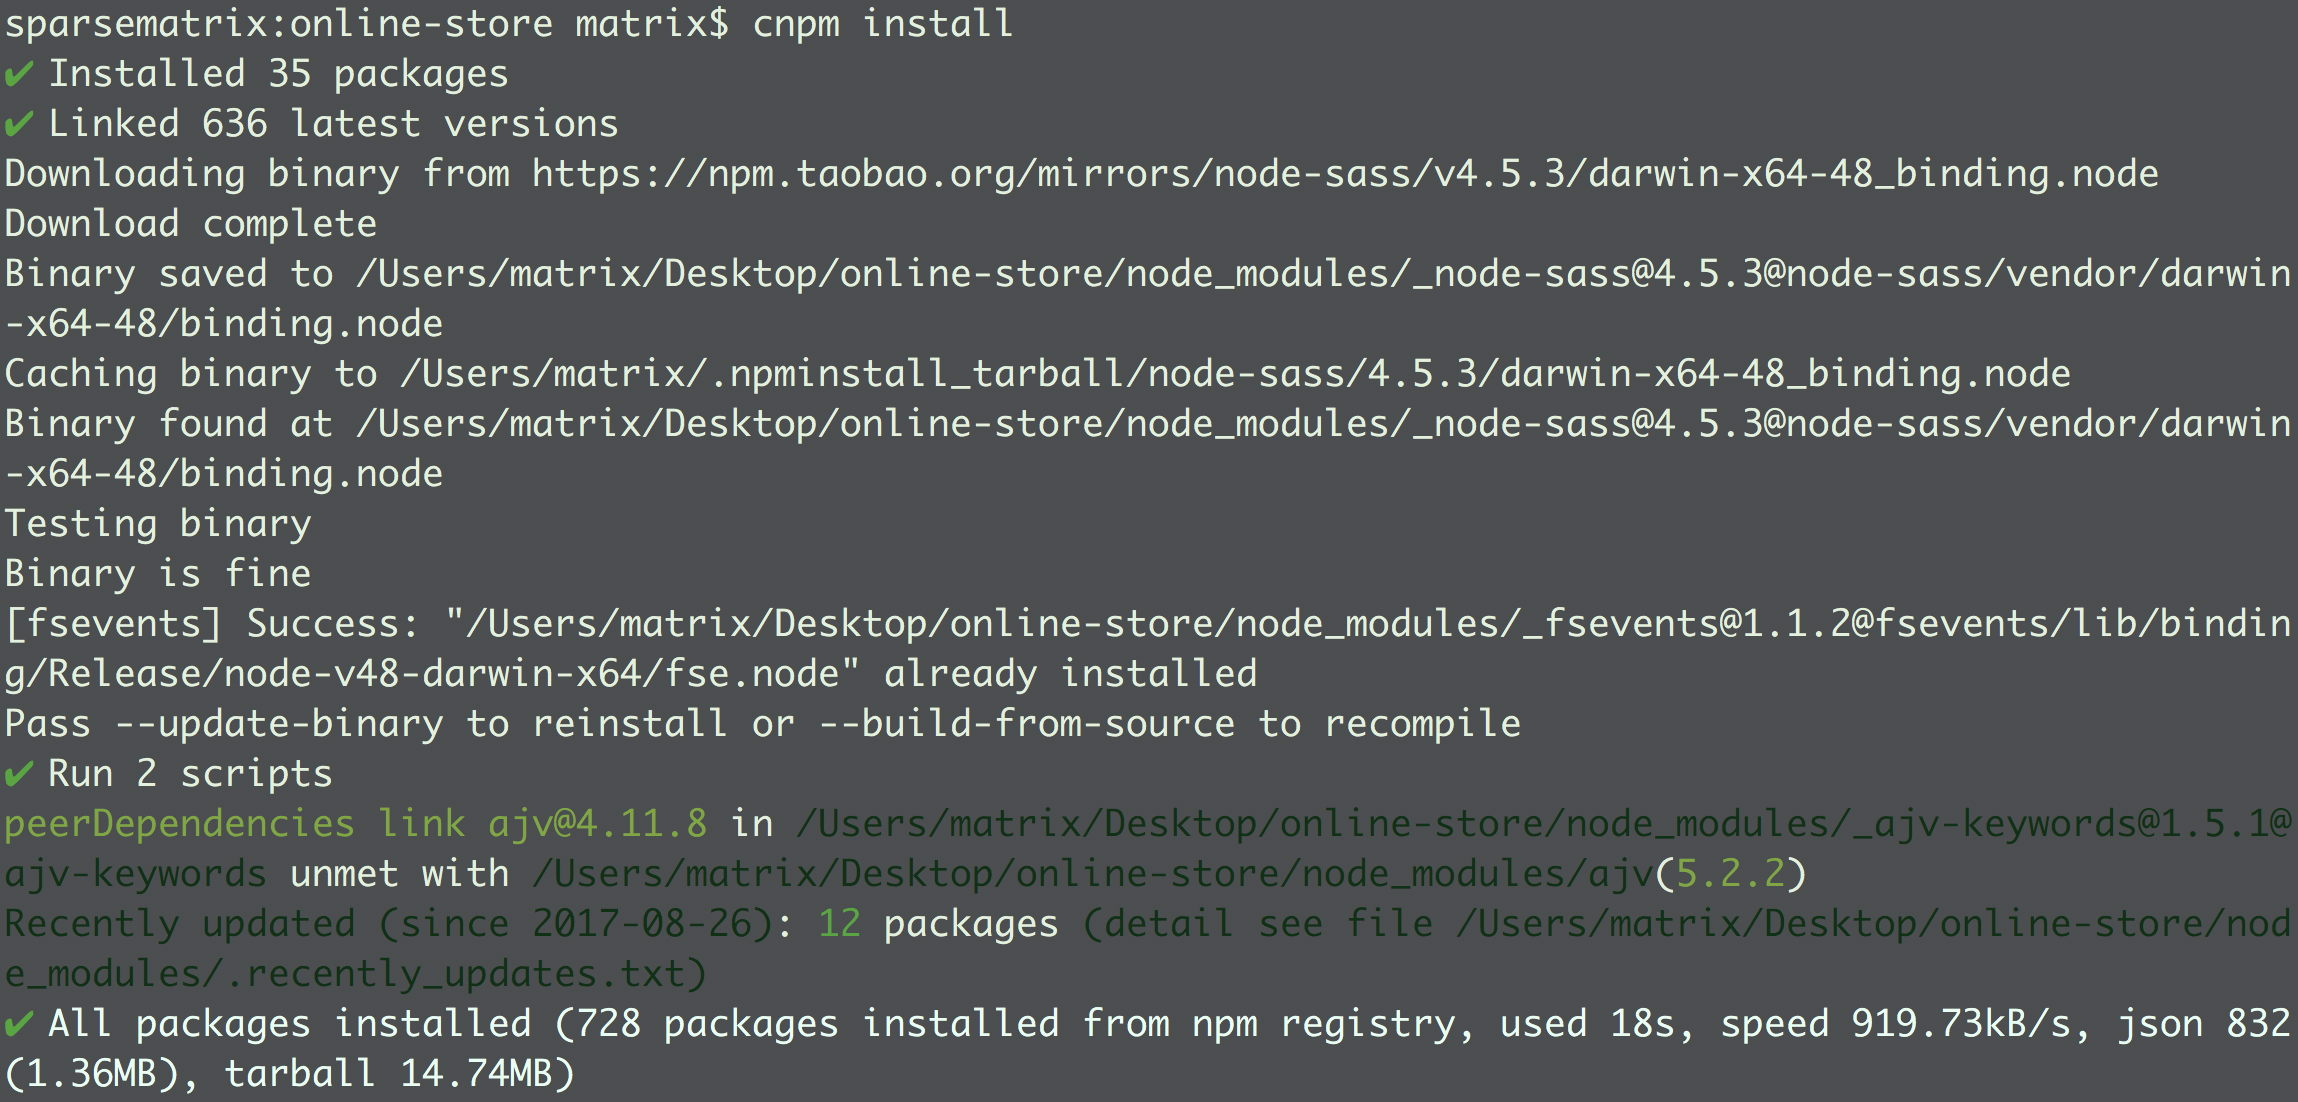 sparsematrix:online-store matrix$ cnpm install
✔ Installed 35 packages
✔ Linked 636 latest versions
Downloading binary from https://npm.taobao.org/mirrors/node-sass/v4.5.3/darwin-x64-48_binding.node
Download complete
Binary saved to /Users/matrix/Desktop/online-store/node_modules/_node-sass@4.5.3@node-sass/vendor/darwin
-x64-48/binding.node
Caching binary to /Users/matrix/.npminstall_tarball/node-sass/4.5.3/darwin-x64-48_binding.node
Binary found at /Users/matrix/Desktop/online-store/node_modules/_node-sass@4.5.3@node-sass/vendor/darwin
-x64-48/binding.node
Testing binary
Binary is fine
[fsevents] Success: "/Users/matrix/Desktop/online-store/node_modules/_fsevents@1.1.2@fsevents/lib/bindin
g/Release/node-v48-darwin-x64/fse.node" already installed
Pass --update-binary to reinstall or --build-from-source to recompile
✔ Run 2 scripts
peerDependencies link ajv@4.11.8 in /Users/matrix/Desktop/online-store/node_modules/_ajv-keywords@1.5.1@
ajv-keywords unmet with /Users/matrix/Desktop/online-store/node_modules/ajv(5.2.2)
Recently updated (since 2017-08-26): 12 packages (detail see file /Users/matrix/Desktop/online-store/nod
e_modules/.recently_updates.txt)
✔ All packages installed (728 packages installed from npm registry, used 18s, speed 919.73kB/s, json 832
(1.36MB), tarball 14.74MB)